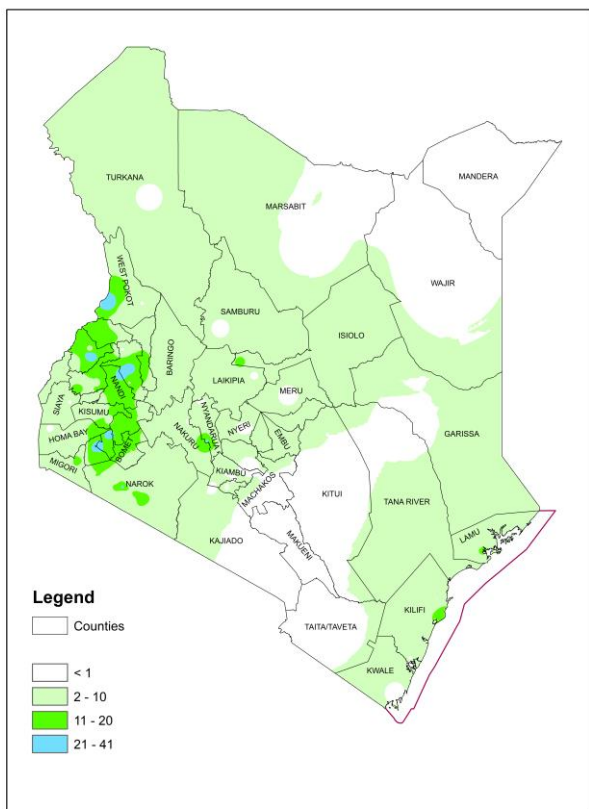 TURKANA
MANDERA
MARSABIT
WEST POKOT
WAJIR
SAMBURU
ISIOLO
BARINGO
LAIKIPIA
NANDI
MERU
SIAYA
KISUMU
NYANDARUA
NYERI
EMBU
GARISSA
HOMA BAY
NAKURU
BOMET
KIAMBU
MIGORI
MACHAKOS
KITUI
NAROK
TANA RIVER
LAMU
KAJIADO
MAKUENI
KILIFI
TAITA/TAVETA
KWALE
Legend
Counties
< 1
2 - 10
11 - 20
21 - 41